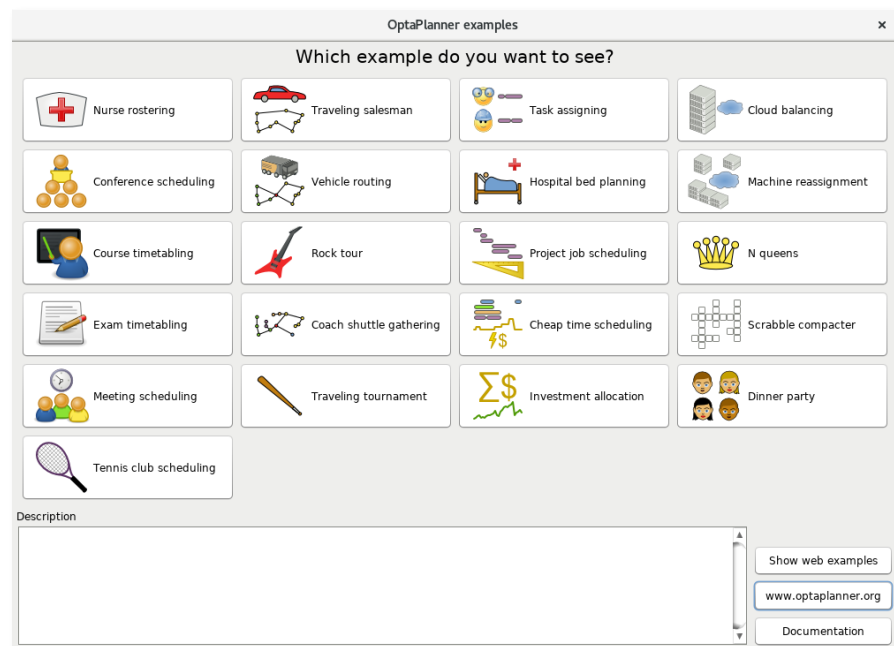 OptaPlanner examples ×
Which example do you want to see?
Nurse rostering
Traveling salesman
Task assigning
Cloud balancing
Conference scheduling
Vehicle routing
Hospital bed planning
Machine reassignment
Course timetabling
Rock tour
Project job scheduling
N queens
Exam timetabling
Coach shuttle gathering
Cheap time scheduling
Scrabble compacter
Meeting scheduling
Traveling tournament
Investment allocation
Dinner party
Tennis club scheduling
Description
Show web examples
www.optaplanner.org
Documentation